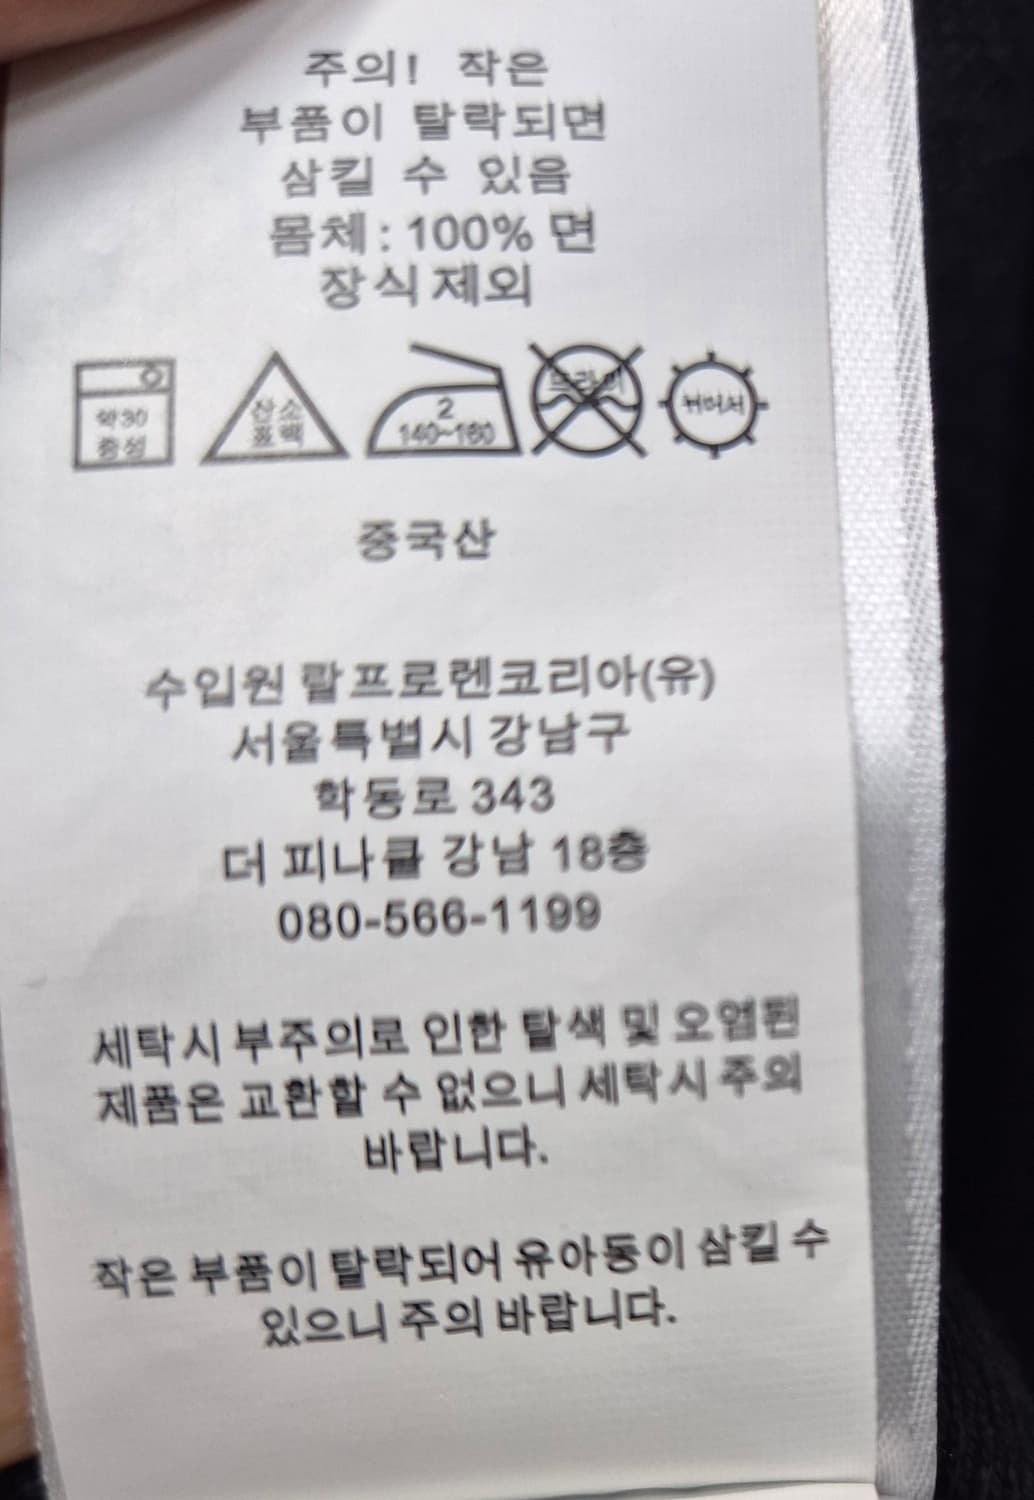 주의! 작은
부품이 탈락되면
삼킬 수 있음
몸체: 100% 면
장식제외
약30
중성
산소
표백
2
140~160
드라이
뉘어서
중국산
수입원 랄프로렌코리아(유)
서울특별시 강남구
학동로 343
더 피나클 강남 18층
080-566-1199
세탁시 부주의로 인한 탈색 및 오염된
제품은 교환할 수 없으니 세탁시 주의
바랍니다.
작은 부품이 탈락되어 유아동이 삼킬 수
있으니 주의 바랍니다.